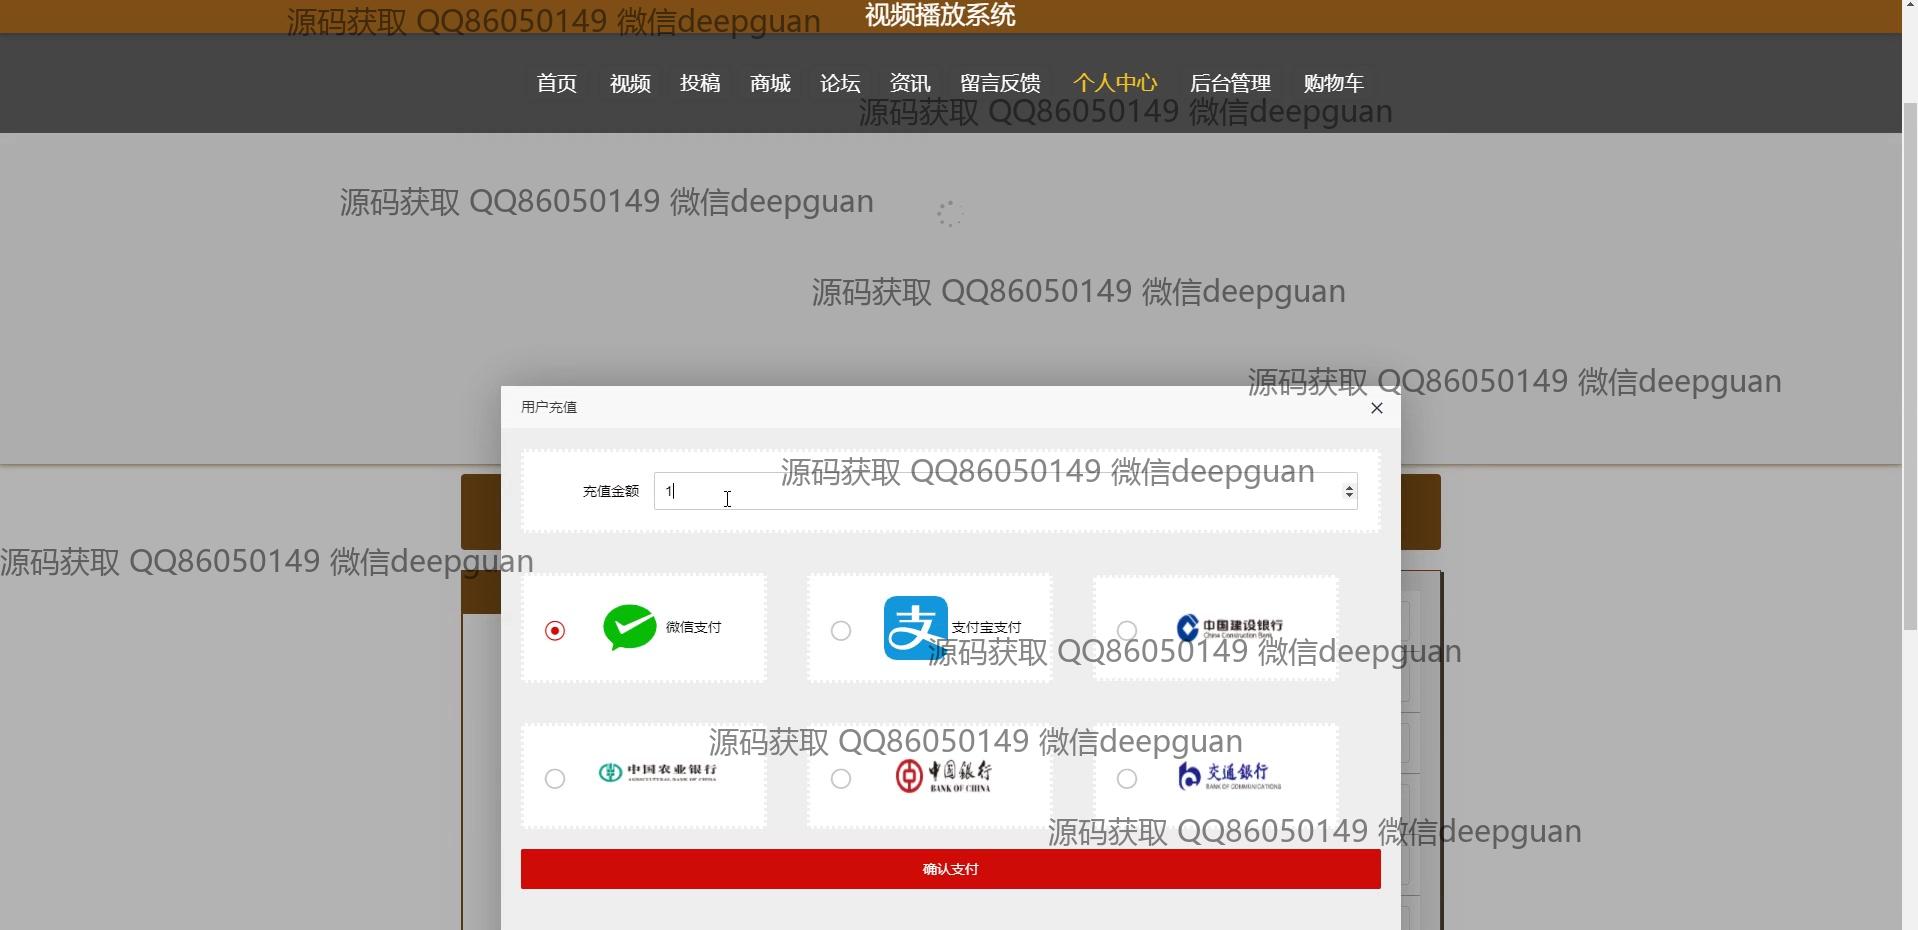 视频播放系统
源码获取 QQ86050149 微信deepguan
首页 视频 投稿 商城 论坛 资讯 留言反馈 个人中心 后台管理 购物车
源码获取 QQ86050149 微信deepguan
源码获取 QQ86050149 微信deepguan
源码获取 QQ86050149 微信deepguan
源码获取 QQ86050149 微信deepguan
用户充值
源码获取 QQ86050149 微信deepguan
充值金额 1
源码获取 QQ86050149 微信deepguan
微信支付 支付宝支付 中国建设银行
支
China Construction Bank
源码获取 QQ86050149 微信deepguan
源码获取 QQ86050149 微信deepguan
中国农业银行 中国银行 交通银行
AGRICULTURAL BANK OF CHINA BANK OF CHINA BANK OF COMMUNICATIONS
源码获取 QQ86050149 微信deepguan
确认支付